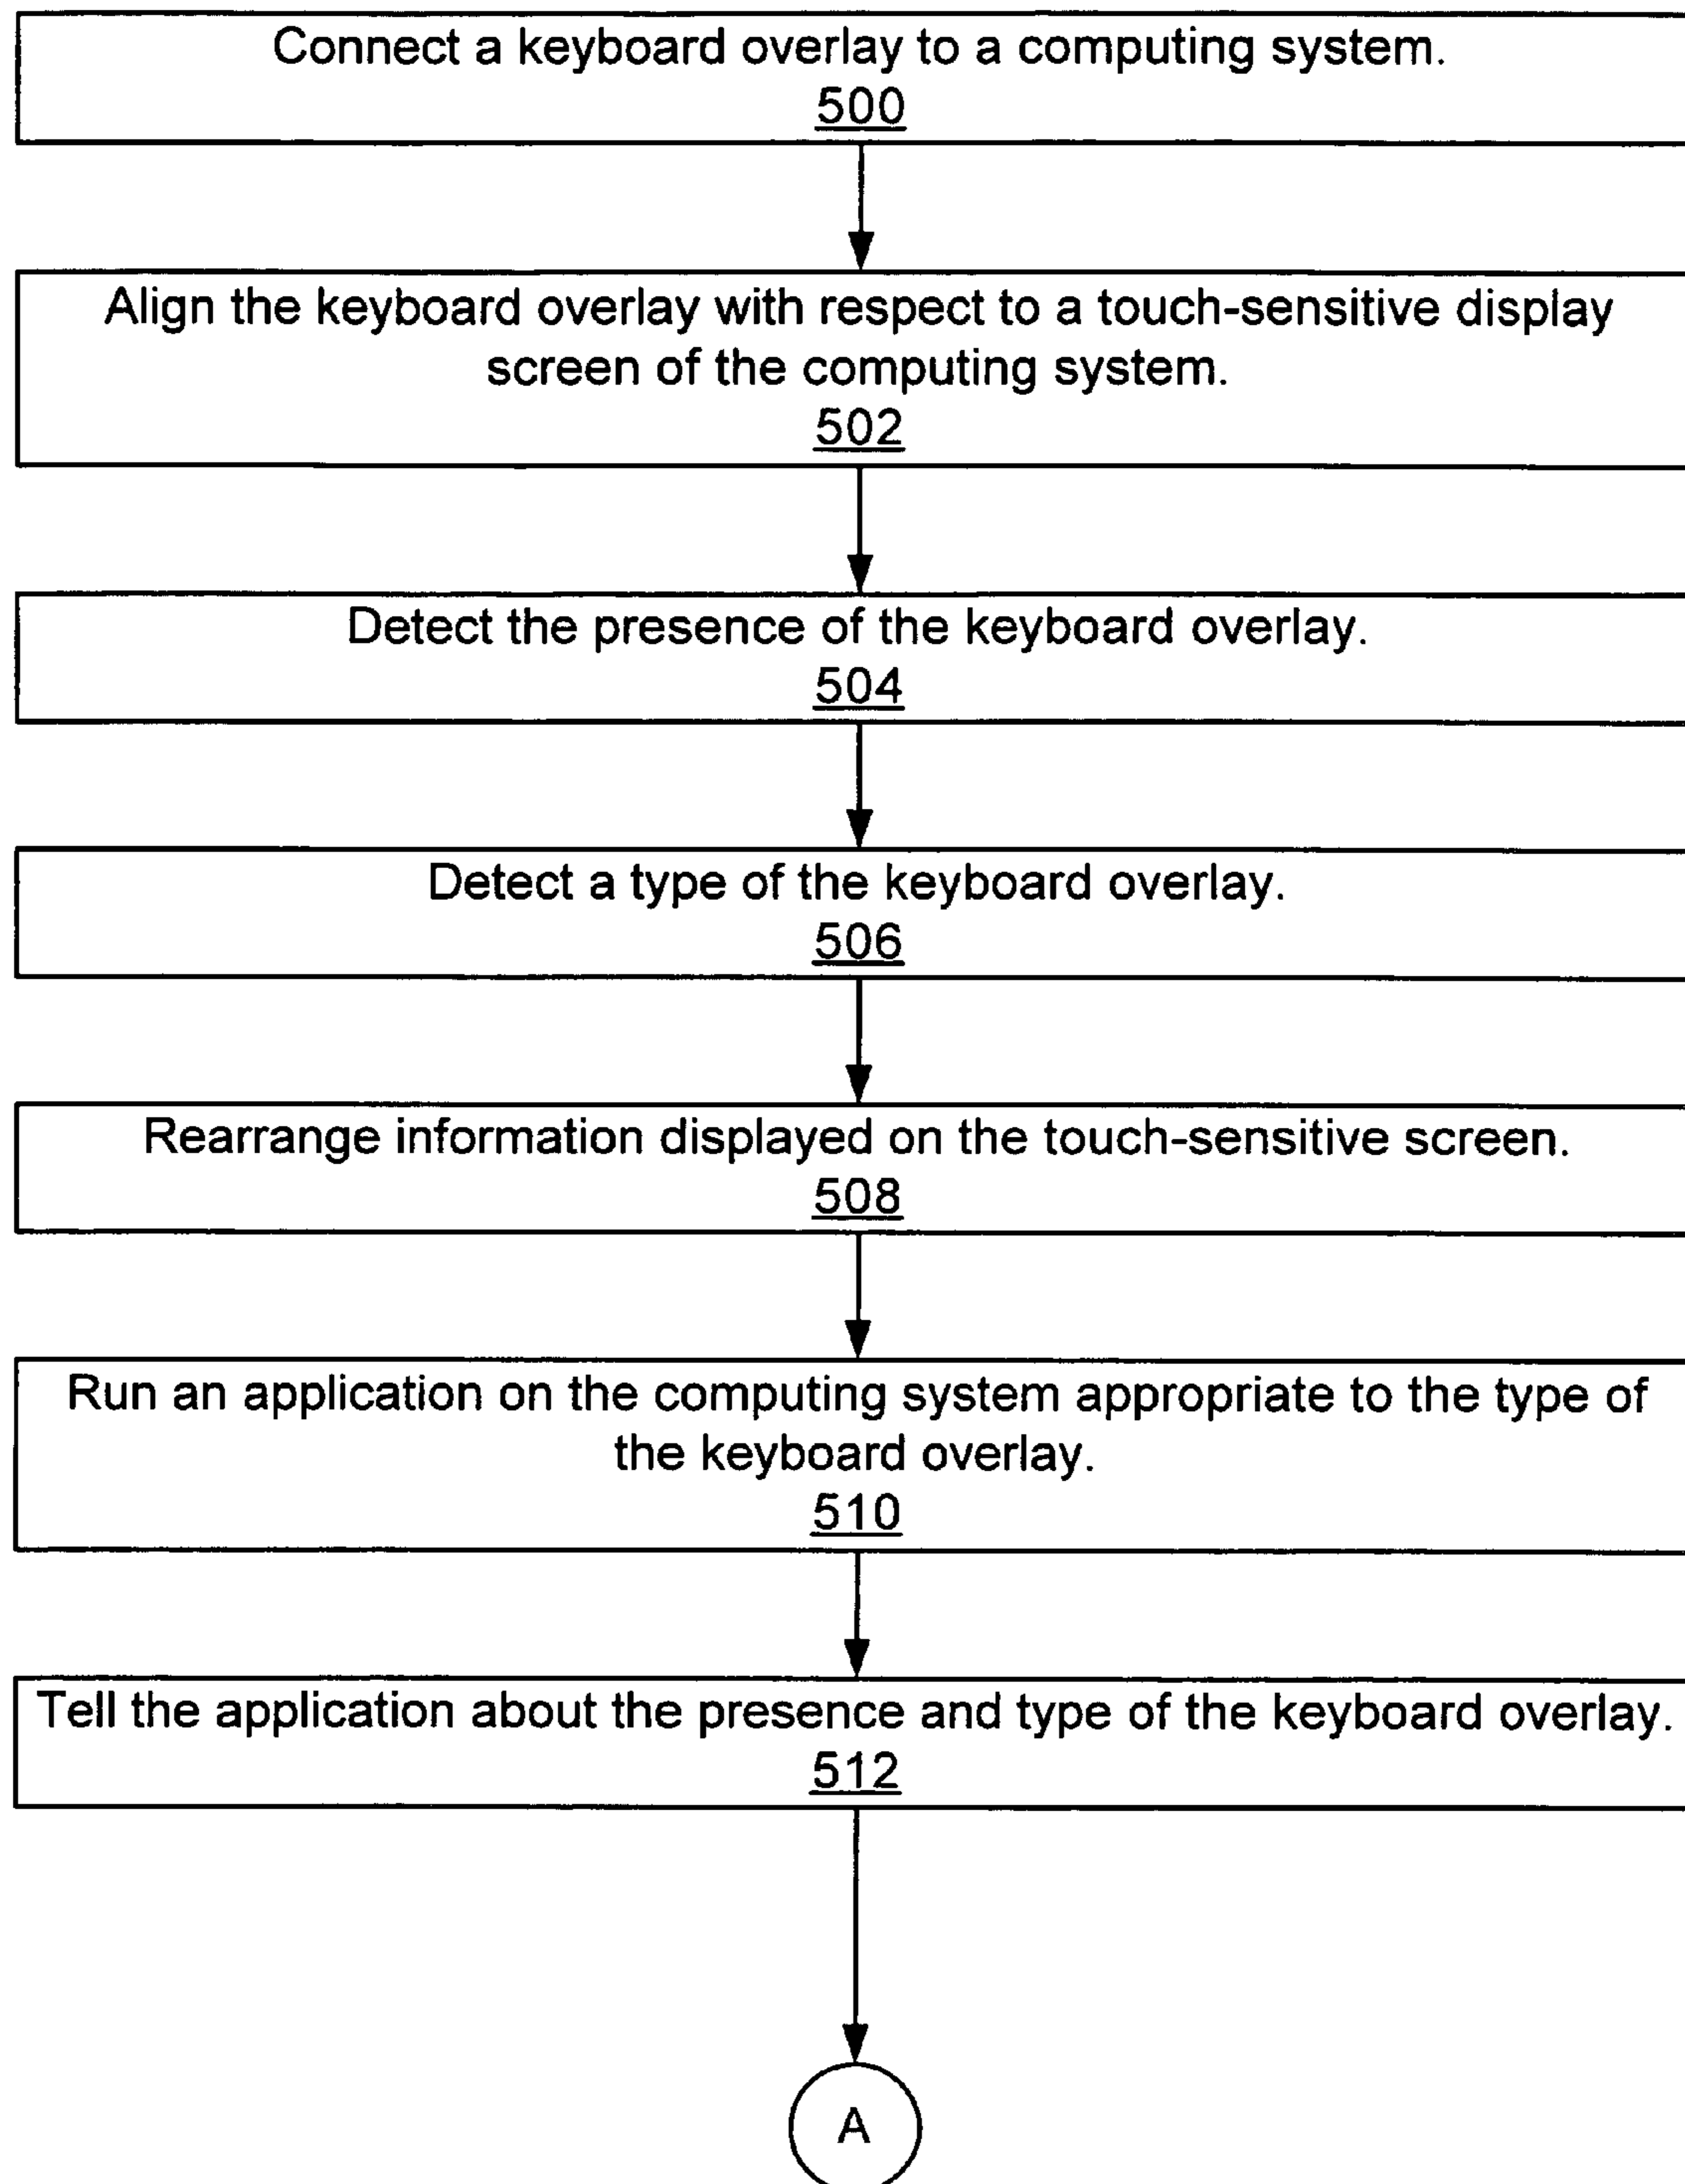 Connect a keyboard overlay to a computing system.
500
Align the keyboard overlay with respect to a touch-sensitive display
screen of the computing system.
502
Detect the presence of the keyboard overlay.
504
Detect a type of the keyboard overlay.
506
Rearrange information displayed on the touch-sensitive screen.
508
Run an application on the computing system appropriate to the type of
the keyboard overlay.
510
Tell the application about the presence and type of the keyboard overlay.
512
A